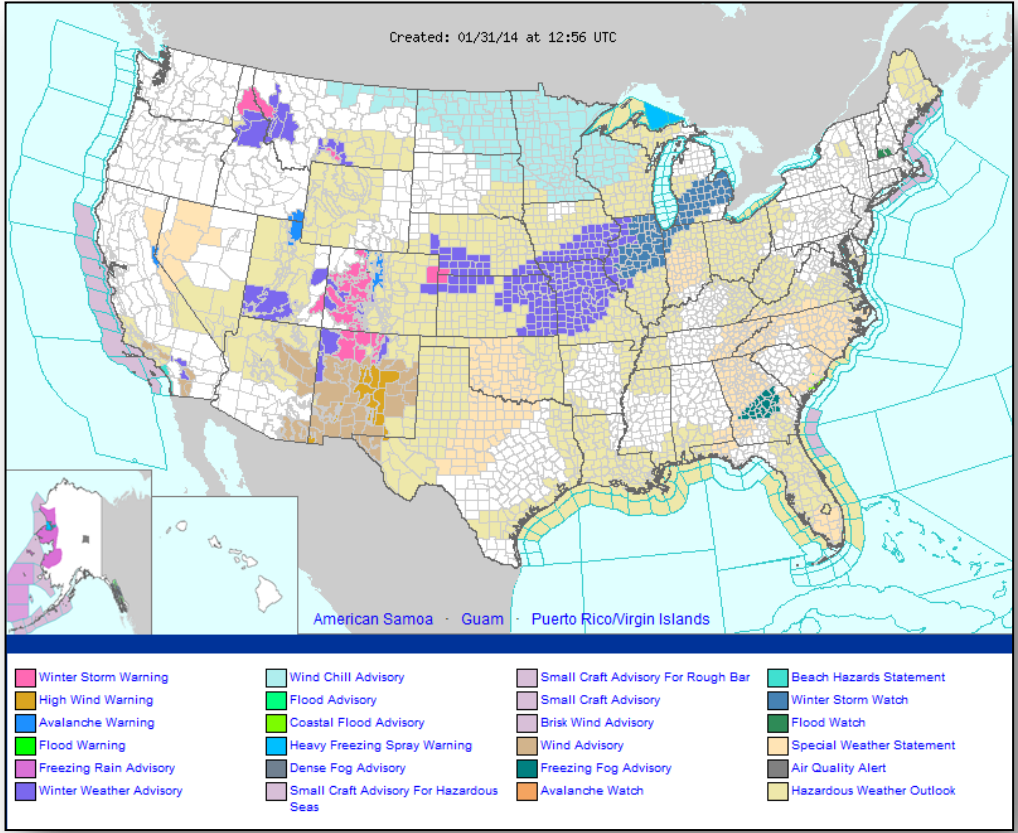 Created: 01/31/14 at 12:56 UTC
American Samoa · Guam · Puerto Rico/Virgin Islands
Winter Storm Warning
High Wind Warning
Avalanche Warning
Flood Warning
Freezing Rain Advisory
Winter Weather Advisory
Wind Chill Advisory
Flood Advisory
Coastal Flood Advisory
Heavy Freezing Spray Warning
Dense Fog Advisory
Small Craft Advisory For Hazardous
Seas
Small Craft Advisory For Rough Bar
Small Craft Advisory
Brisk Wind Advisory
Wind Advisory
Freezing Fog Advisory
Avalanche Watch
Beach Hazards Statement
Winter Storm Watch
Flood Watch
Special Weather Statement
Air Quality Alert
Hazardous Weather Outlook